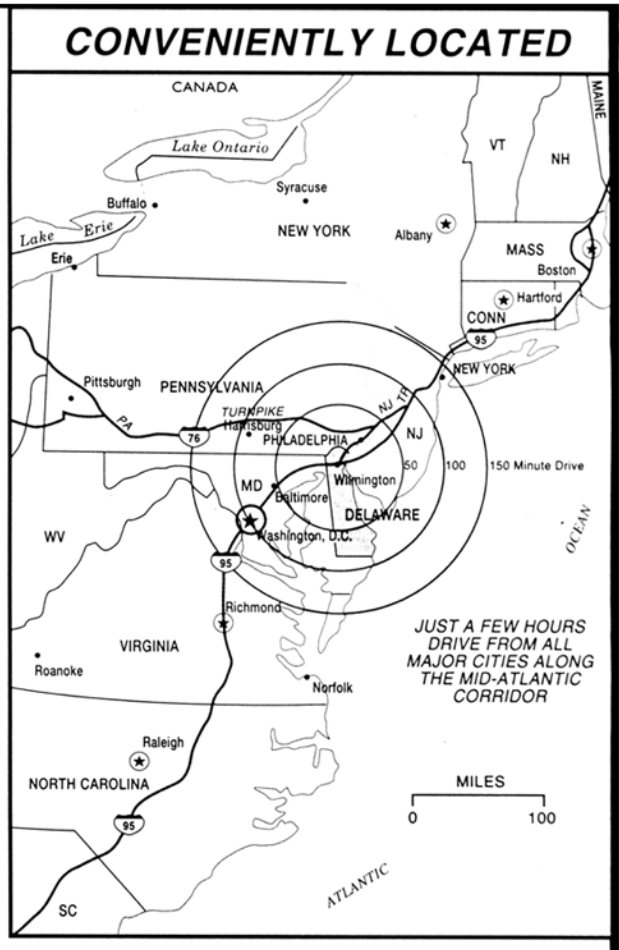 CONVENIENTLY LOCATED
CANADA
MAINE
Lake Ontario
VT
NH
Syracuse
Buffalo
NEW YORK
Albany
Lake Erie
MASS
Erie
Boston
Hartford
CONN
95
NEW YORK
Pittsburgh
PENNSYLVANIA
NJ TP
TURNPIKE
PA
76
Harrisburg
PHILADELPHIA
NJ
50 100 150 Minute Drive
Wilmington
MD
Baltimore
DELAWARE
Washington, D.C.
WV
OCEAN
95
Richmond
JUST A FEW HOURS
DRIVE FROM ALL
MAJOR CITIES ALONG
THE MID-ATLANTIC
CORRIDOR
VIRGINIA
Roanoke
Norfolk
Raleigh
MILES
NORTH CAROLINA
0 100
95
ATLANTIC
SC